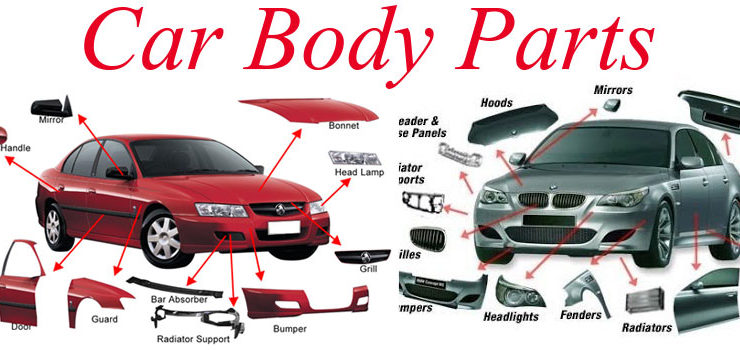 Car Body Parts
Mirror
Handle
Bonnet
Head Lamp
Grill
Door
Guard
Bar Absorber
Radiator Support
Bumper
Mirrors
Hoods
eader &
se Panels
iator
ports
illes
mpers
Headlights
Fenders
Radiators